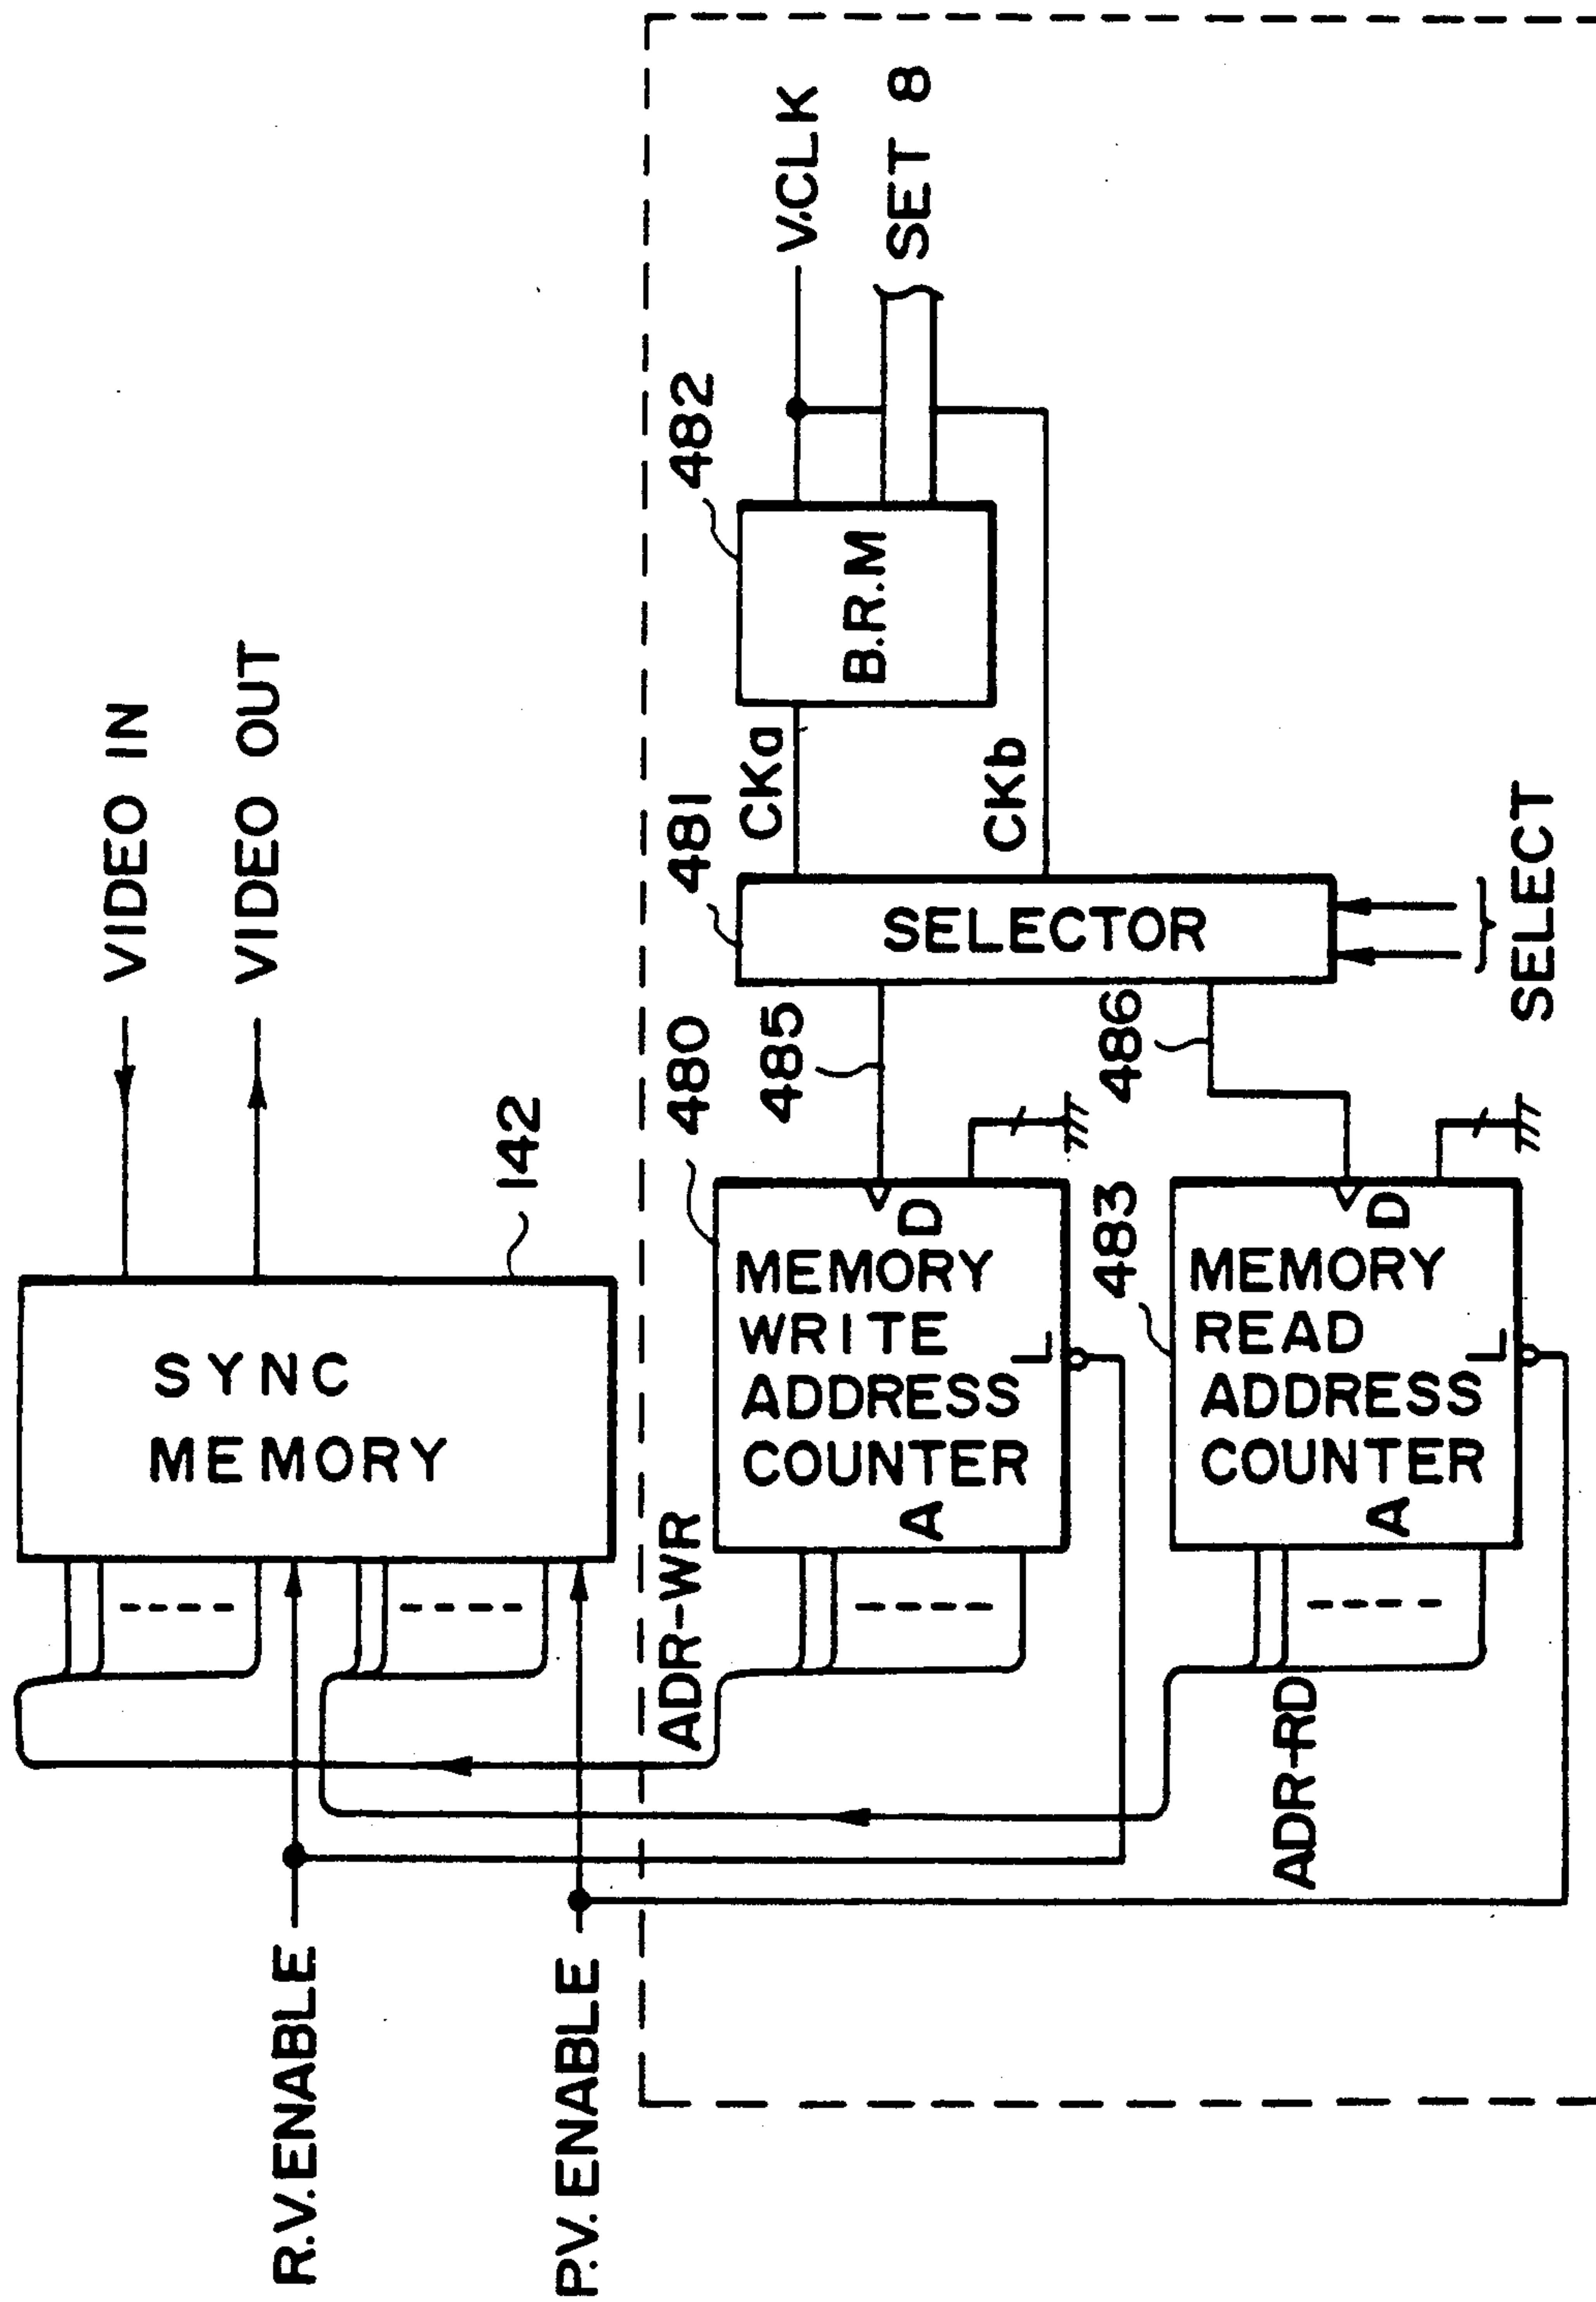 R.V.ENABLE
P.V. ENABLE
SYNC
MEMORY
142
VIDEO IN
VIDEO OUT
ADR-WR
A
MEMORY
WRITE
ADDRESS
COUNTER
L
D
480
485
ADR-RD
A
MEMORY
READ
ADDRESS
COUNTER
L
D
483
486
481
SELECTOR
SELECT
CKa
CKb
482
B.R.M
V.CLK
SET 8